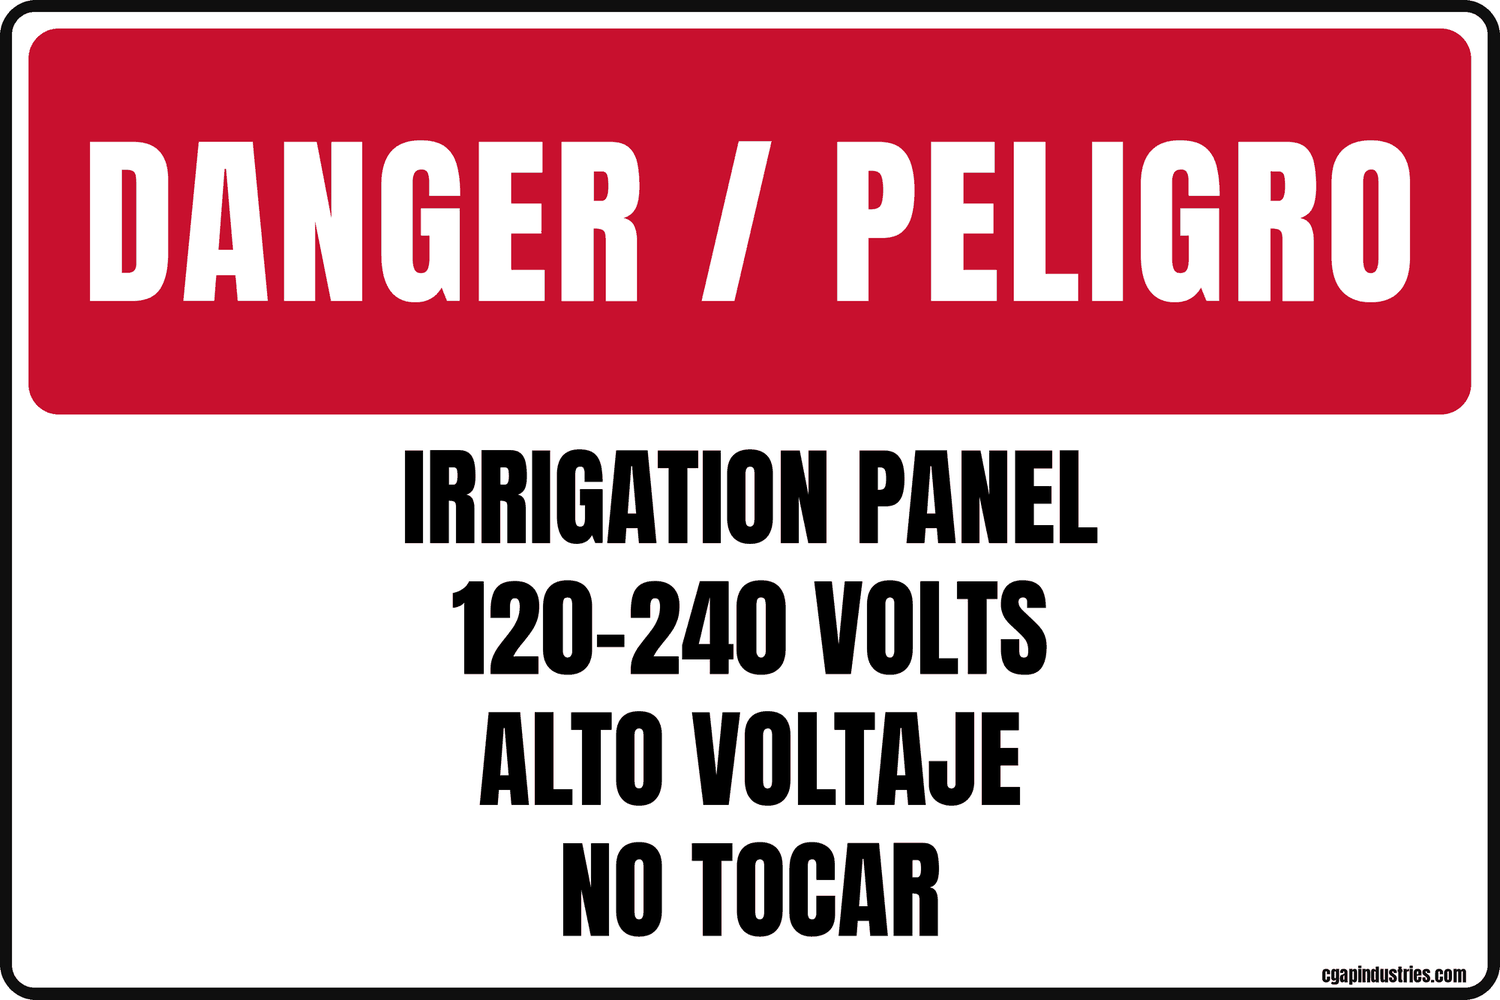 DANGER / PELIGRO
IRRIGATION PANEL
120-240 VOLTS
ALTO VOLTAJE
NO TOCAR
cgapindustries.com